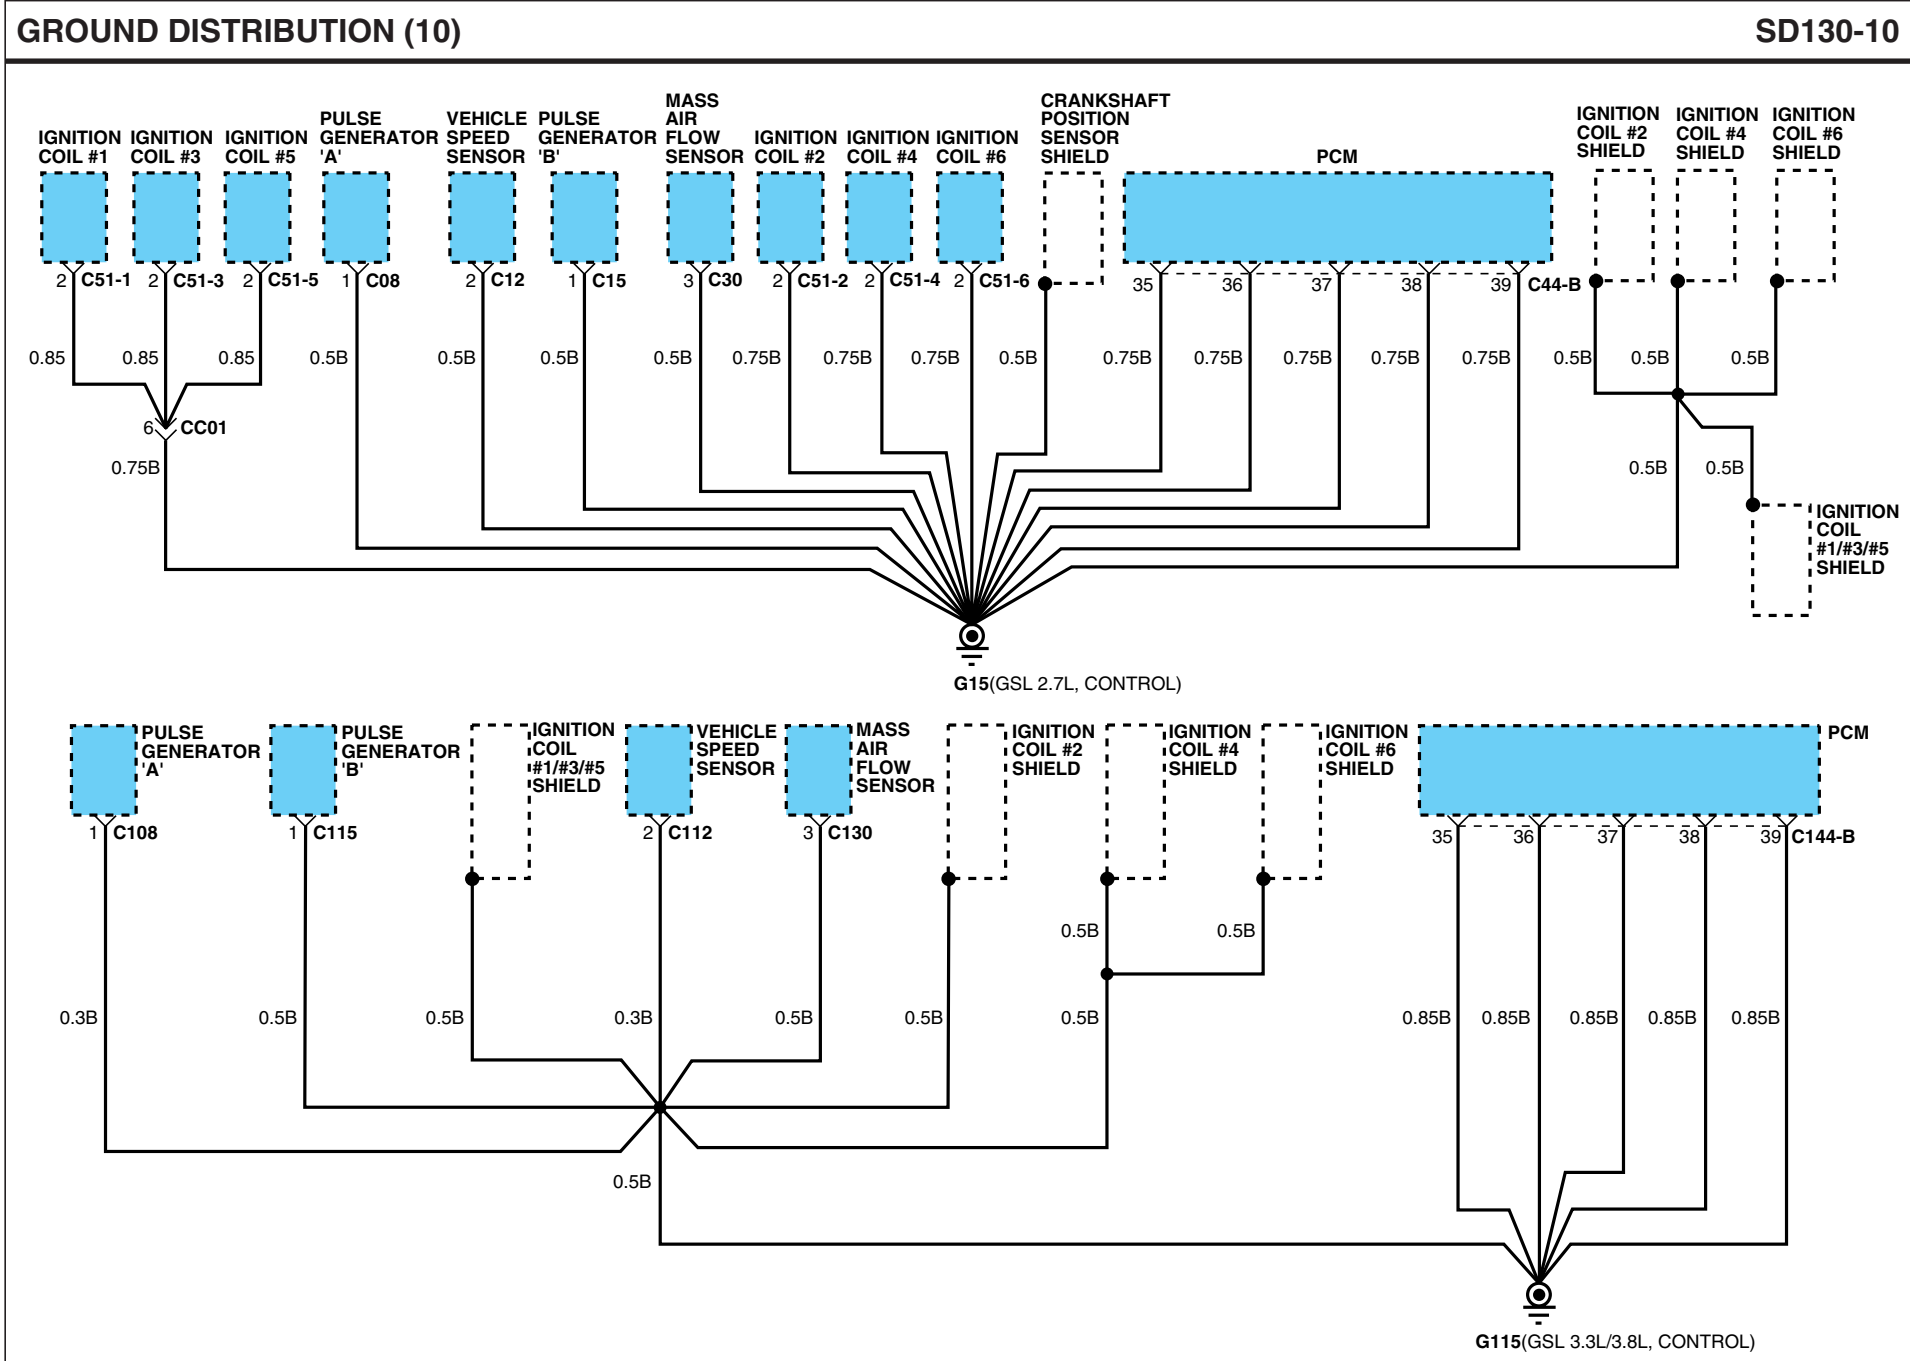 GROUND DISTRIBUTION (10)
SD130-10
IGNITION
COIL #1
IGNITION
COIL #3
IGNITION
COIL #5
PULSE
GENERATOR
'A'
VEHICLE
SPEED
SENSOR
PULSE
GENERATOR
'B'
MASS
AIR
FLOW
SENSOR
IGNITION
COIL #2
IGNITION
COIL #4
IGNITION
COIL #6
CRANKSHAFT
POSITION
SENSOR
SHIELD
PCM
IGNITION
COIL #2
SHIELD
IGNITION
COIL #4
SHIELD
IGNITION
COIL #6
SHIELD
2 C51-1
2 C51-3
2 C51-5
1 C08
2 C12
1 C15
3 C30
2 C51-2
2 C51-4
2 C51-6
35
36
37
38
39 C44-B
0.85
0.85
0.85
0.5B
0.5B
0.5B
0.5B
0.75B
0.75B
0.75B
0.5B
0.75B
0.75B
0.75B
0.75B
0.75B
0.5B
0.5B
0.5B
6 CC01
0.75B
0.5B
0.5B
IGNITION
COIL
#1/#3/#5
SHIELD
G15(GSL 2.7L, CONTROL)
PULSE
GENERATOR
'A'
PULSE
GENERATOR
'B'
IGNITION
COIL
#1/#3/#5
SHIELD
VEHICLE
SPEED
SENSOR
MASS
AIR
FLOW
SENSOR
IGNITION
COIL #2
SHIELD
IGNITION
COIL #4
SHIELD
IGNITION
COIL #6
SHIELD
PCM
1 C108
1 C115
2 C112
3 C130
35
36
37
38
39 C144-B
0.5B
0.5B
0.3B
0.5B
0.5B
0.3B
0.5B
0.5B
0.5B
0.85B
0.85B
0.85B
0.85B
0.85B
0.5B
G115(GSL 3.3L/3.8L, CONTROL)